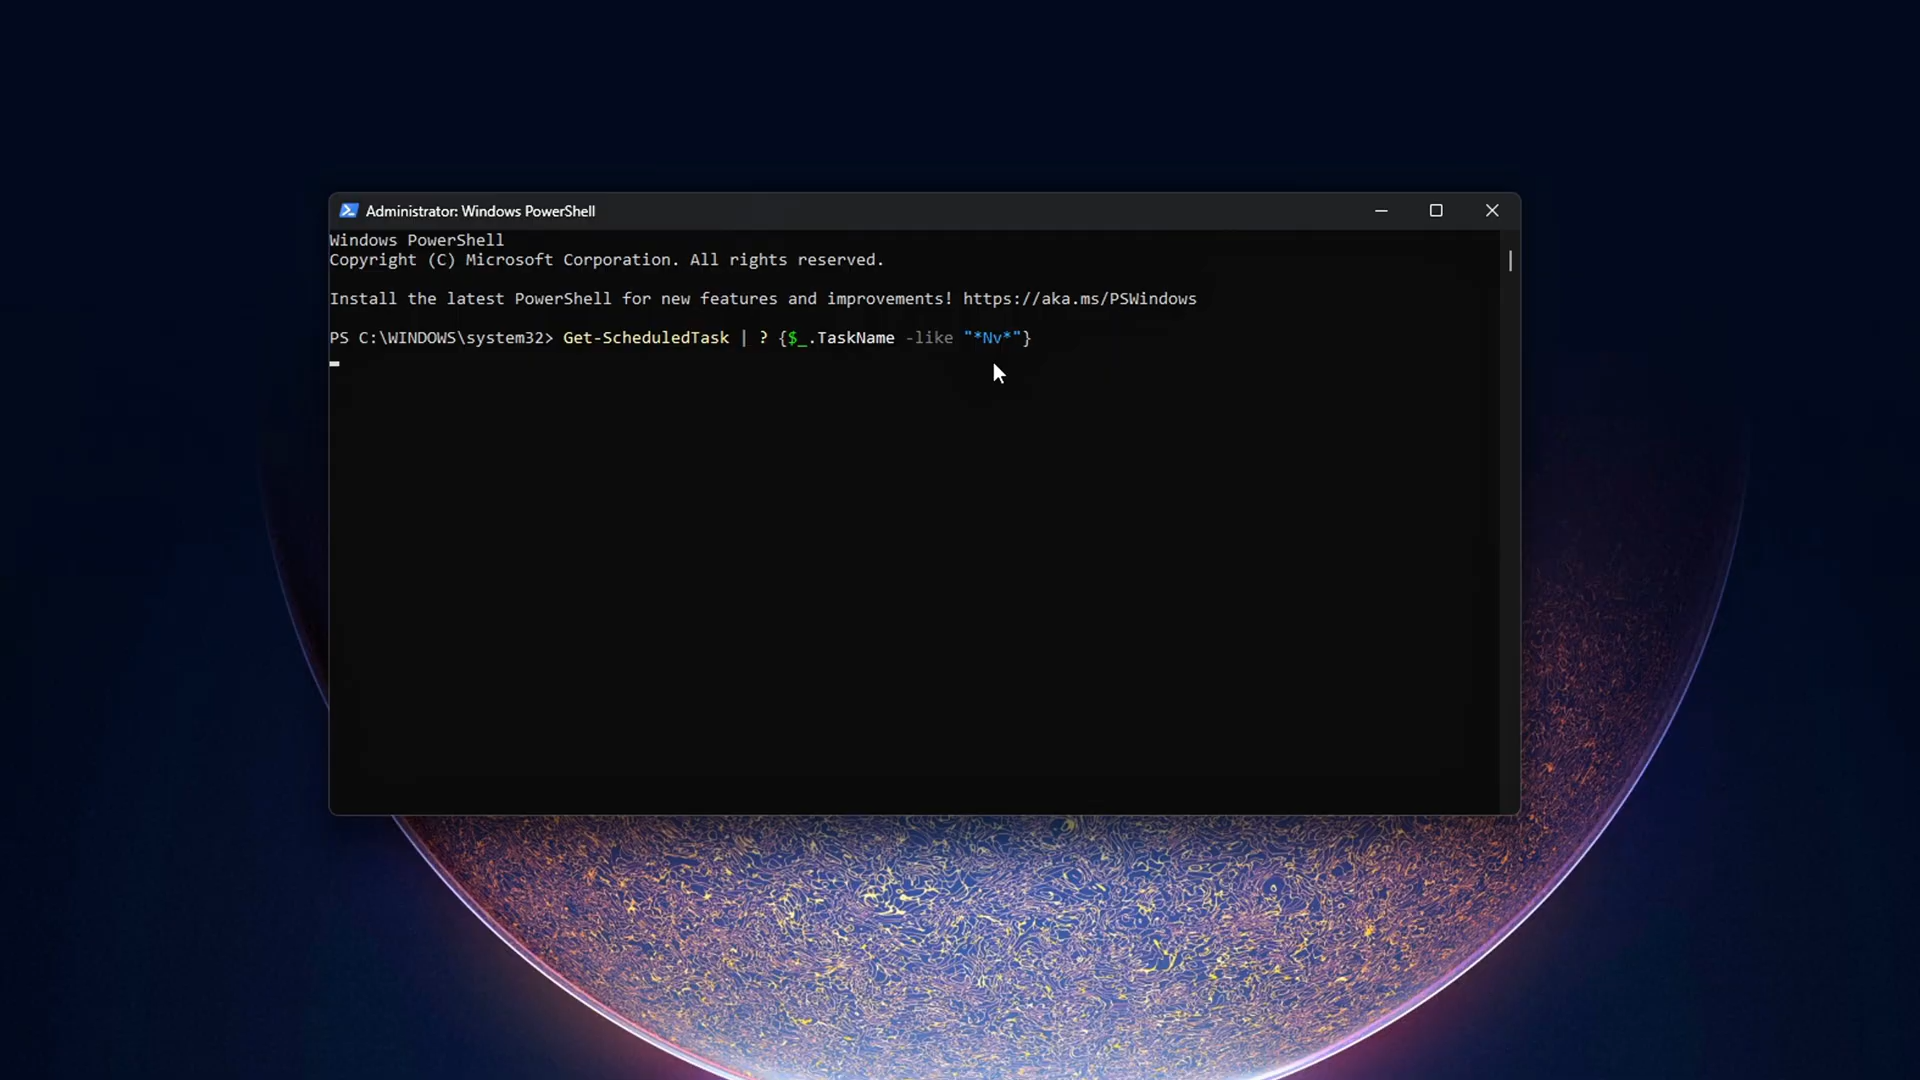 Administrator: Windows PowerShell
Windows PowerShell
Copyright (C) Microsoft Corporation. All rights reserved.
Install the latest PowerShell for new features and improvements! https://aka.ms/PSWindows
PS C:\WINDOWS\system32> Get-ScheduledTask | ? {$_.TaskName -like "*Nv*"}